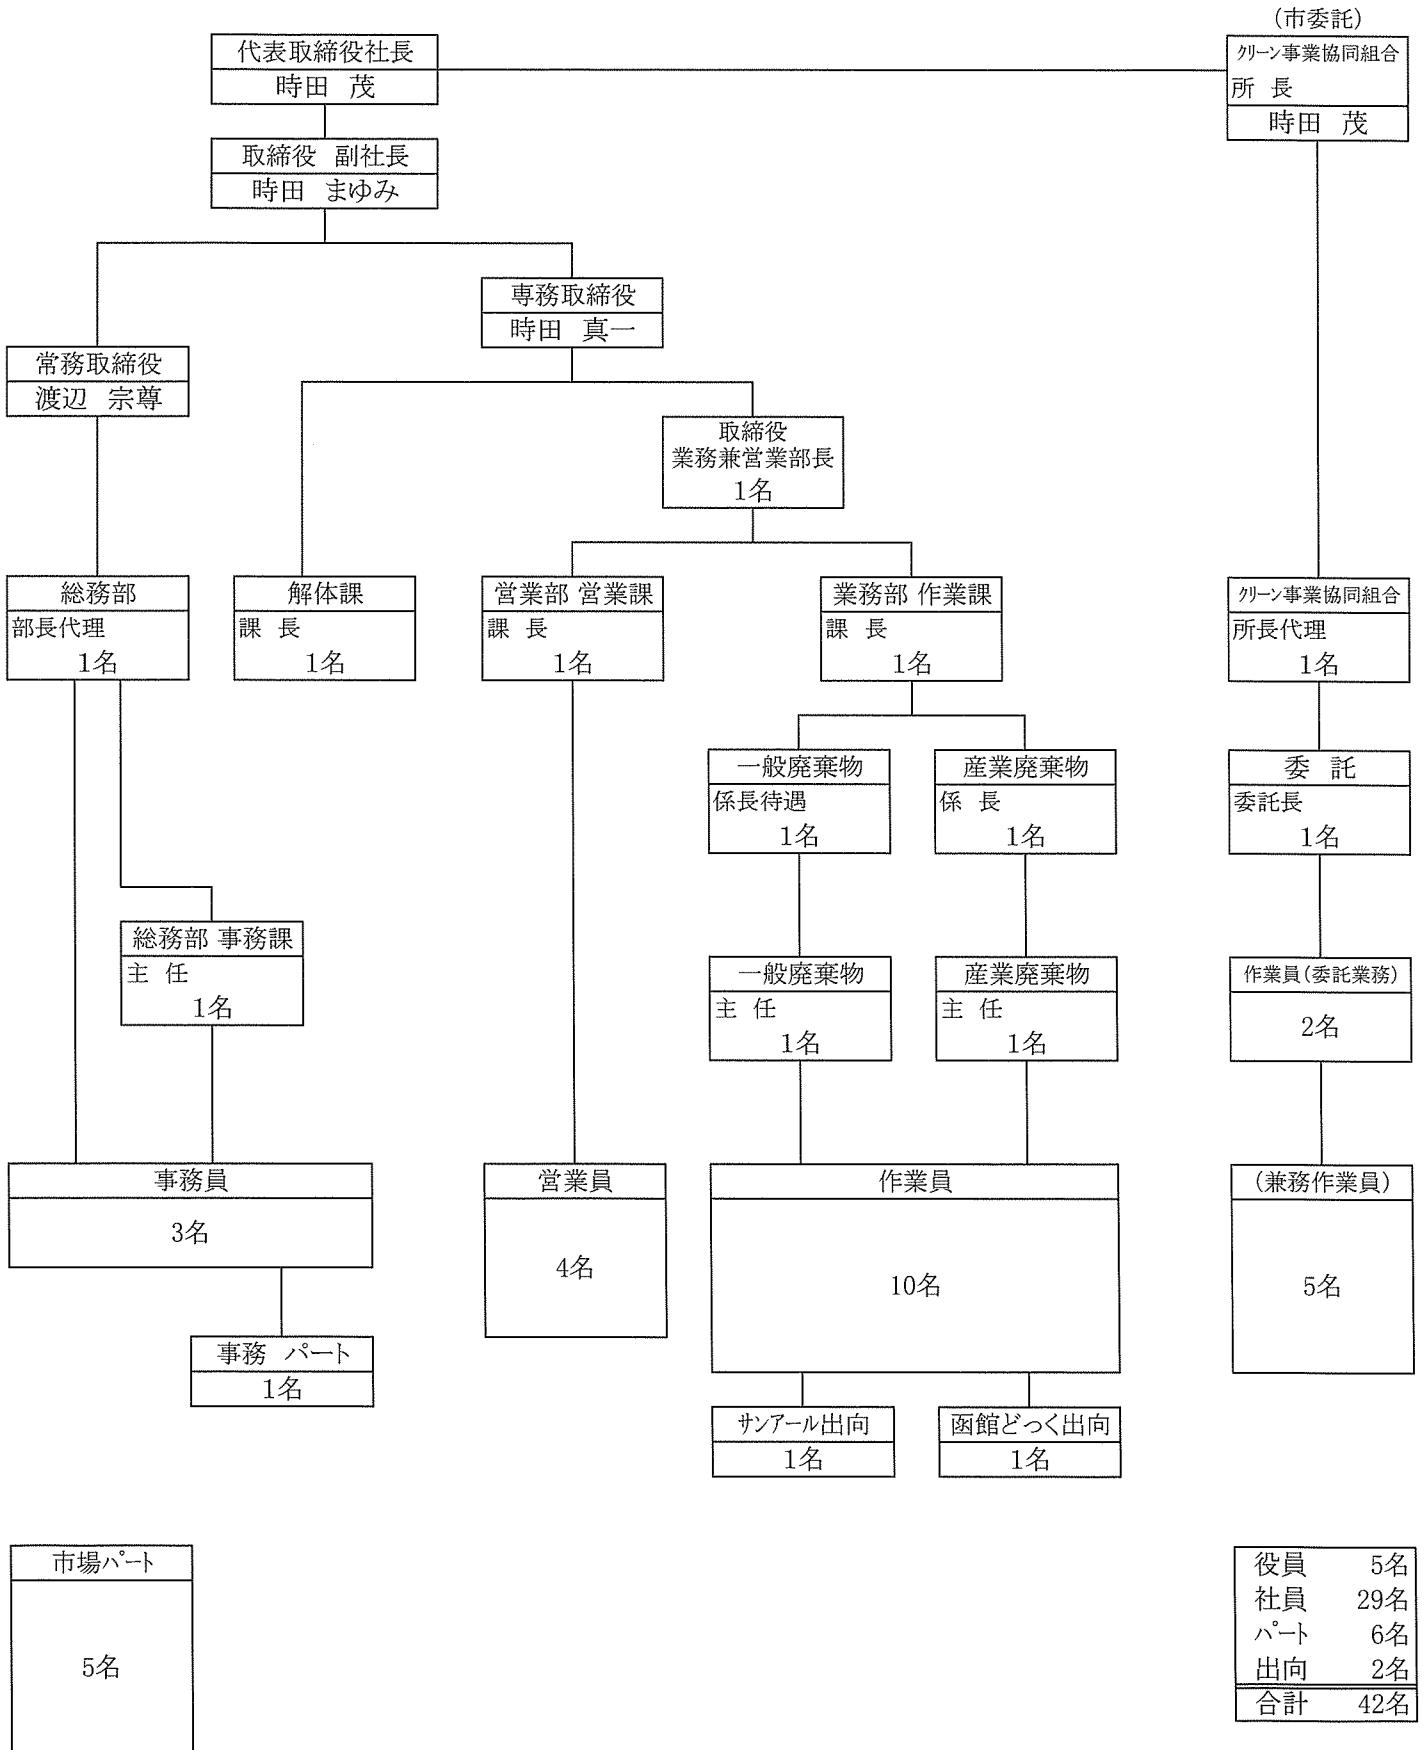 (市委託)
代表取締役社長
時田 茂
クリーン事業協同組合
所 長
時田 茂
取締役 副社長
時田 まゆみ
専務取締役
時田 真一
常務取締役
渡辺 宗尊
取締役
業務兼営業部長
1名
総務部
部長代理
1名
解体課
課 長
1名
営業部 営業課
課 長
1名
業務部 作業課
課 長
1名
クリーン事業協同組合
所長代理
1名
一般廃棄物
係長待遇
1名
産業廃棄物
係 長
1名
委 託
委託長
1名
総務部 事務課
主 任
1名
一般廃棄物
主 任
1名
産業廃棄物
主 任
1名
作業員(委託業務)
2名
事務員
3名
営業員
4名
作業員
10名
(兼務作業員)
5名
事務 パート
1名
サンアール出向
1名
函館どっく出向
1名
市場パート
5名
役員 5名
社員 29名
パート 6名
出向 2名
合計 42名